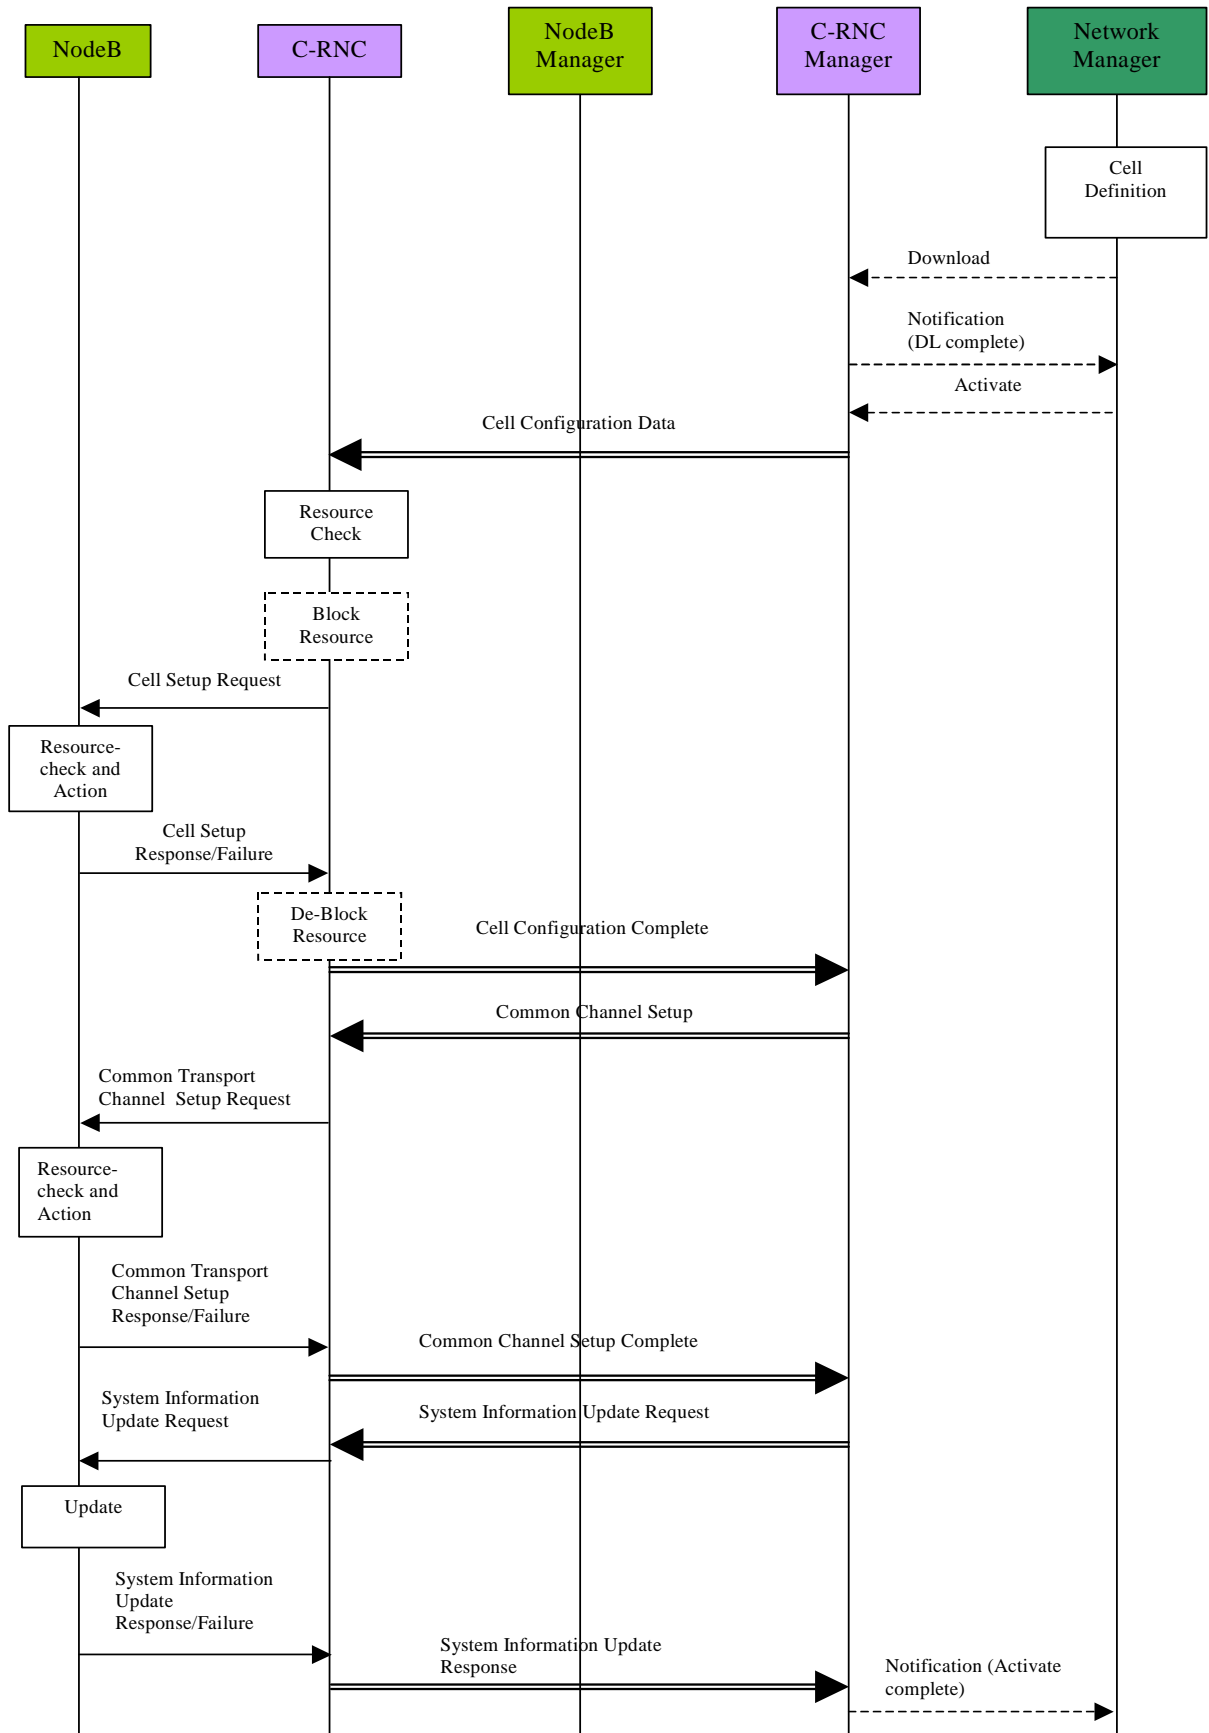 NodeB
C-RNC
NodeB
Manager
C-RNC
Manager
Network
Manager
Cell
Definition
Download
Notification
(DL complete)
Activate
Cell Configuration Data
Resource
Check
Block
Resource
Cell Setup Request
Resource-
check and
Action
Cell Setup
Response/Failure
De-Block
Resource
Cell Configuration Complete
Common Channel Setup
Common Transport
Channel  Setup Request
Resource-
check and
Action
Common Transport
Channel Setup
Response/Failure
Common Channel Setup Complete
System Information
Update Request
System Information Update Request
Update
System Information
Update
Response/Failure
System Information Update
Response
Notification (Activate
complete)